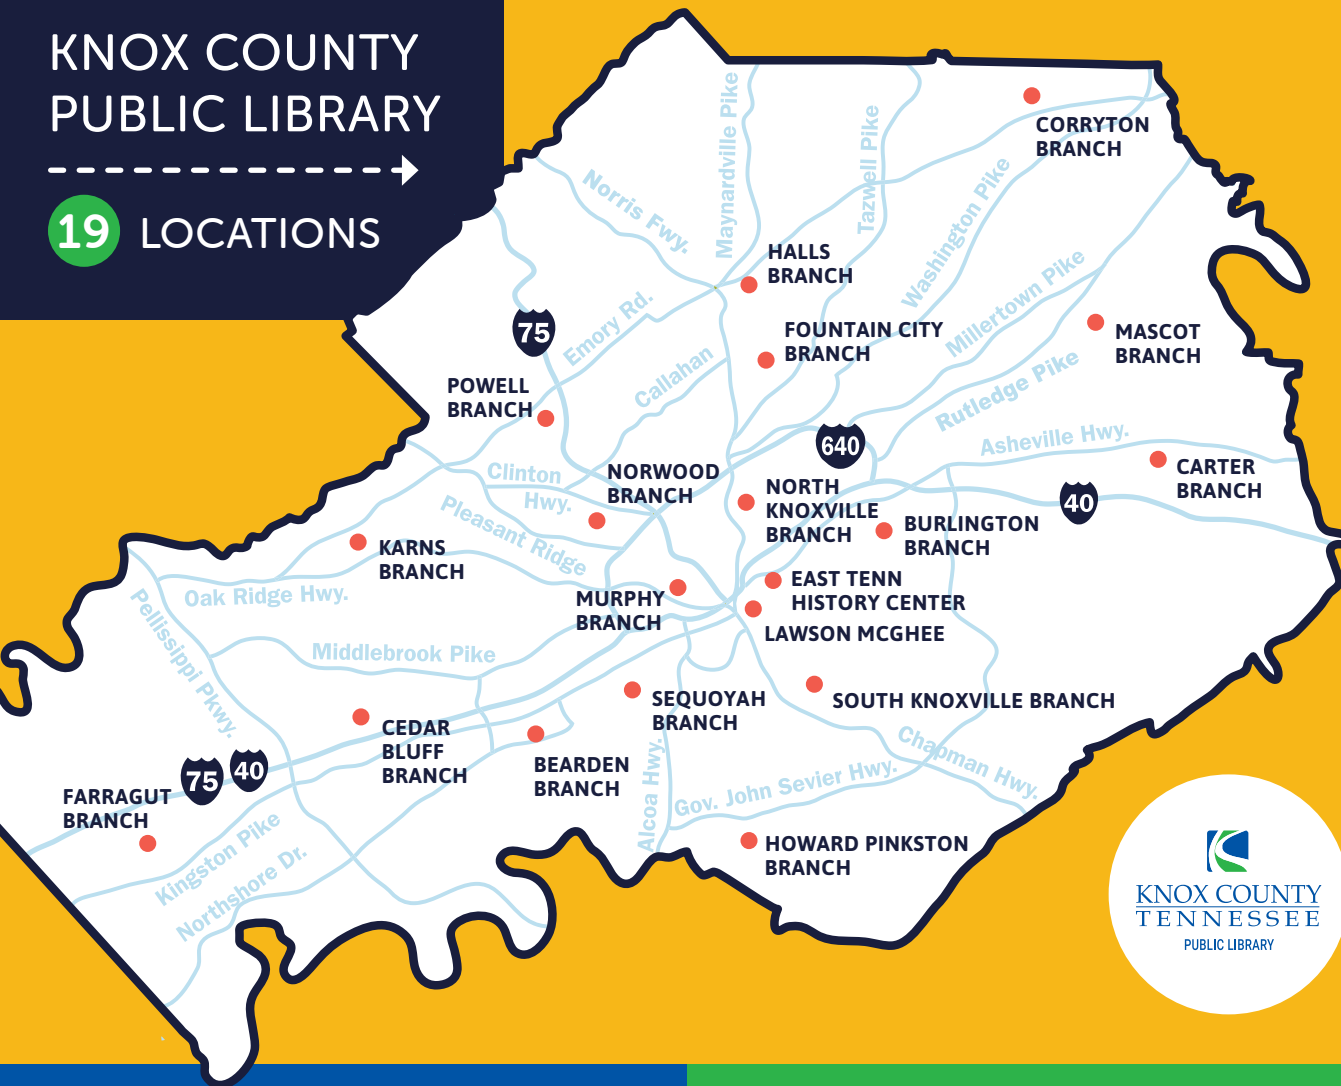 KNOX COUNTY
PUBLIC LIBRARY
19 LOCATIONS
CORRYTON
BRANCH
Maynardville Pike
Tazwell Pike
Norris Fwy.
Washington Pike
HALLS
BRANCH
Millertown Pike
75
Emory Rd.
FOUNTAIN CITY
BRANCH
MASCOT
BRANCH
Callahan
POWELL
BRANCH
Rutledge Pike
640
Asheville Hwy.
Clinton
Hwy.
NORWOOD
BRANCH
CARTER
BRANCH
NORTH
KNOXVILLE
BRANCH
40
Pleasant Ridge
BURLINGTON
BRANCH
KARNS
BRANCH
Oak Ridge Hwy.
MURPHY
BRANCH
EAST TENN
HISTORY CENTER
LAWSON MCGHEE
Pellissippi Pkwy.
Middlebrook Pike
SEQUOYAH
BRANCH
SOUTH KNOXVILLE BRANCH
CEDAR
BLUFF
BRANCH
BEARDEN
BRANCH
Chapman Hwy.
75
40
Alcoa Hwy.
Gov. John Sevier Hwy.
FARRAGUT
BRANCH
Kingston Pike
Northshore Dr.
HOWARD PINKSTON
BRANCH
KNOX COUNTY
TENNESSEE
PUBLIC LIBRARY